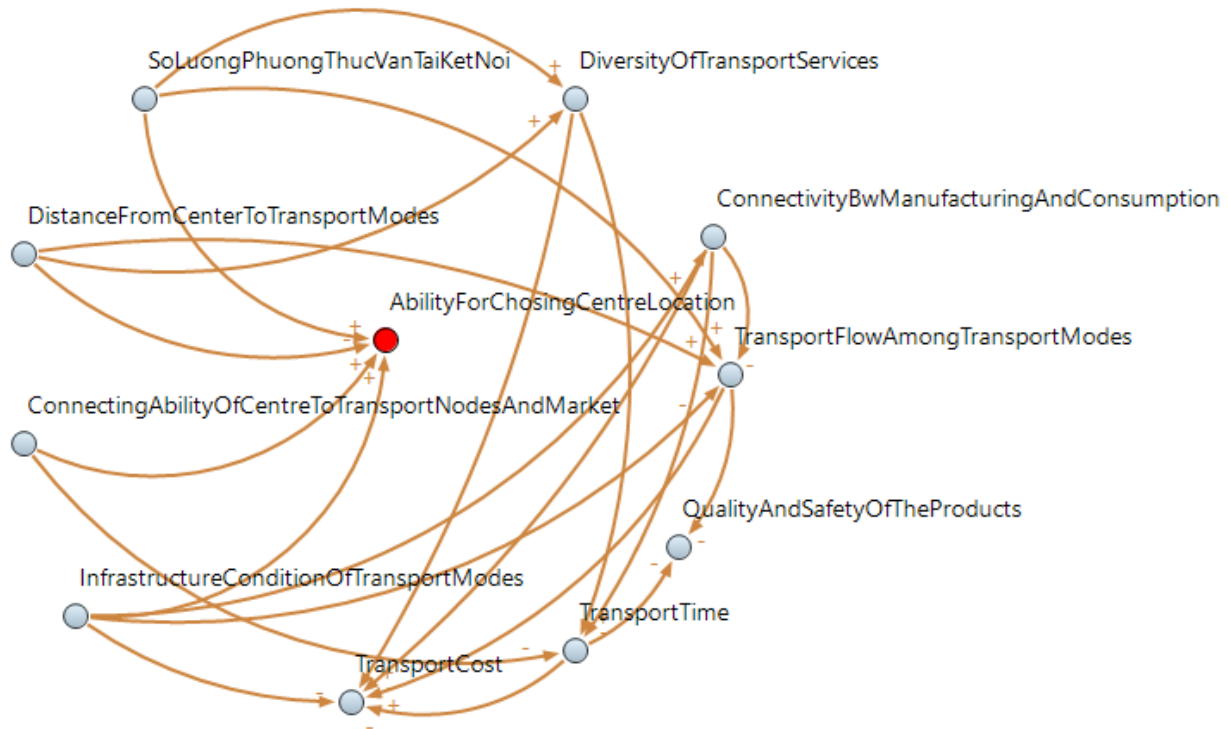 SoLuongPhuongThucVanTaiKetNoi
DiversityOfTransportServices
+
+
ConnectivityBwManufacturingAndConsumption
DistanceFromCenterToTransportModes
+
AbilityForChosingCentreLocation
+
+
TransportFlowAmongTransportModes
-
+
-
+
+
-
ConnectingAbilityOfCentreToTransportNodesAndMarket
QualityAndSafetyOfTheProducts
-
-
InfrastructureConditionOfTransportModes
TransportTime
-
-
TransportCost
-
+
-